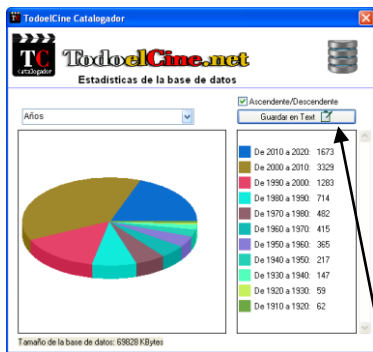 TodoelCine Catalogador
TC
catalogador
TodoelCine.net
Estadísticas de la base de datos
Años
Ascendente/Descendente
Guardar en Text
De 2010 a 2020: 1673
De 2000 a 2010: 3329
De 1990 a 2000: 1283
De 1980 a 1990: 714
De 1970 a 1980: 482
De 1960 a 1970: 415
De 1950 a 1960: 365
De 1940 a 1950: 217
De 1930 a 1940: 147
De 1920 a 1930: 59
De 1910 a 1920: 62
Tamaño de la base de datos: 69828 KBytes